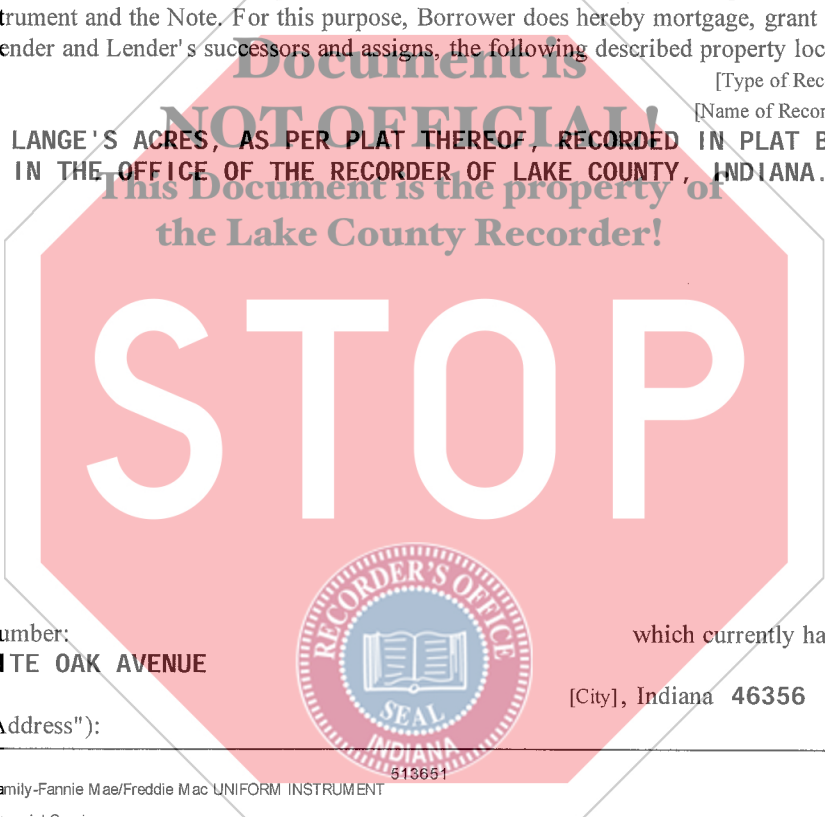 trument and the Note. For this purpose, Borrower does hereby mortgage, grant
ender and Lender's successors and assigns, the following described property loc
Document is
[Type of Rec
NOT OFFICIAL!
[Name of Recor
LANGE'S ACRES, AS PER PLAT THEREOF, RECORDED IN PLAT B
IN THE OFFICE OF THE RECORDER OF LAKE COUNTY, INDIANA.
This Document is the property of
the Lake County Recorder!
STOP
RECORDER'S OFFICE
SEAL
INDIANA
umber:
which currently ha
ITE OAK AVENUE
[City], Indiana 46356
Address"):
513651
amily-Fannie Mae/Freddie Mac UNIFORM INSTRUMENT